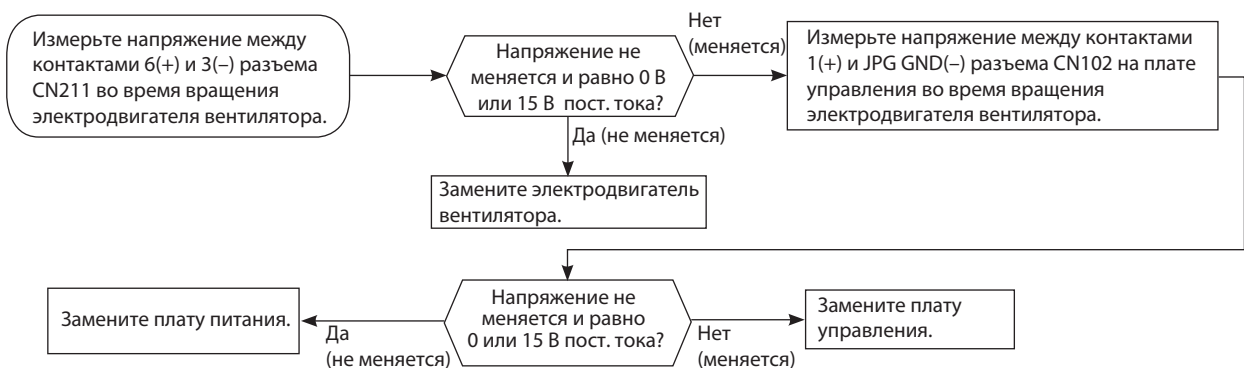 Измерьте напряжение между
контактами 6(+) и 3(–) разъема
CN211 во время вращения
электродвигателя вентилятора.
Напряжение не
меняется и равно 0 В
или 15 В пост. тока?
Нет
(меняется)
Измерьте напряжение между контактами
1(+) и JPG GND(–) разъема CN102 на плате
управления во время вращения
электродвигателя вентилятора.
Да (не меняется)
Замените электродвигатель
вентилятора.
Напряжение не
меняется и равно
0 или 15 В пост. тока?
Да
(не меняется)
Замените плату питания.
Нет
(меняется)
Замените плату
управления.